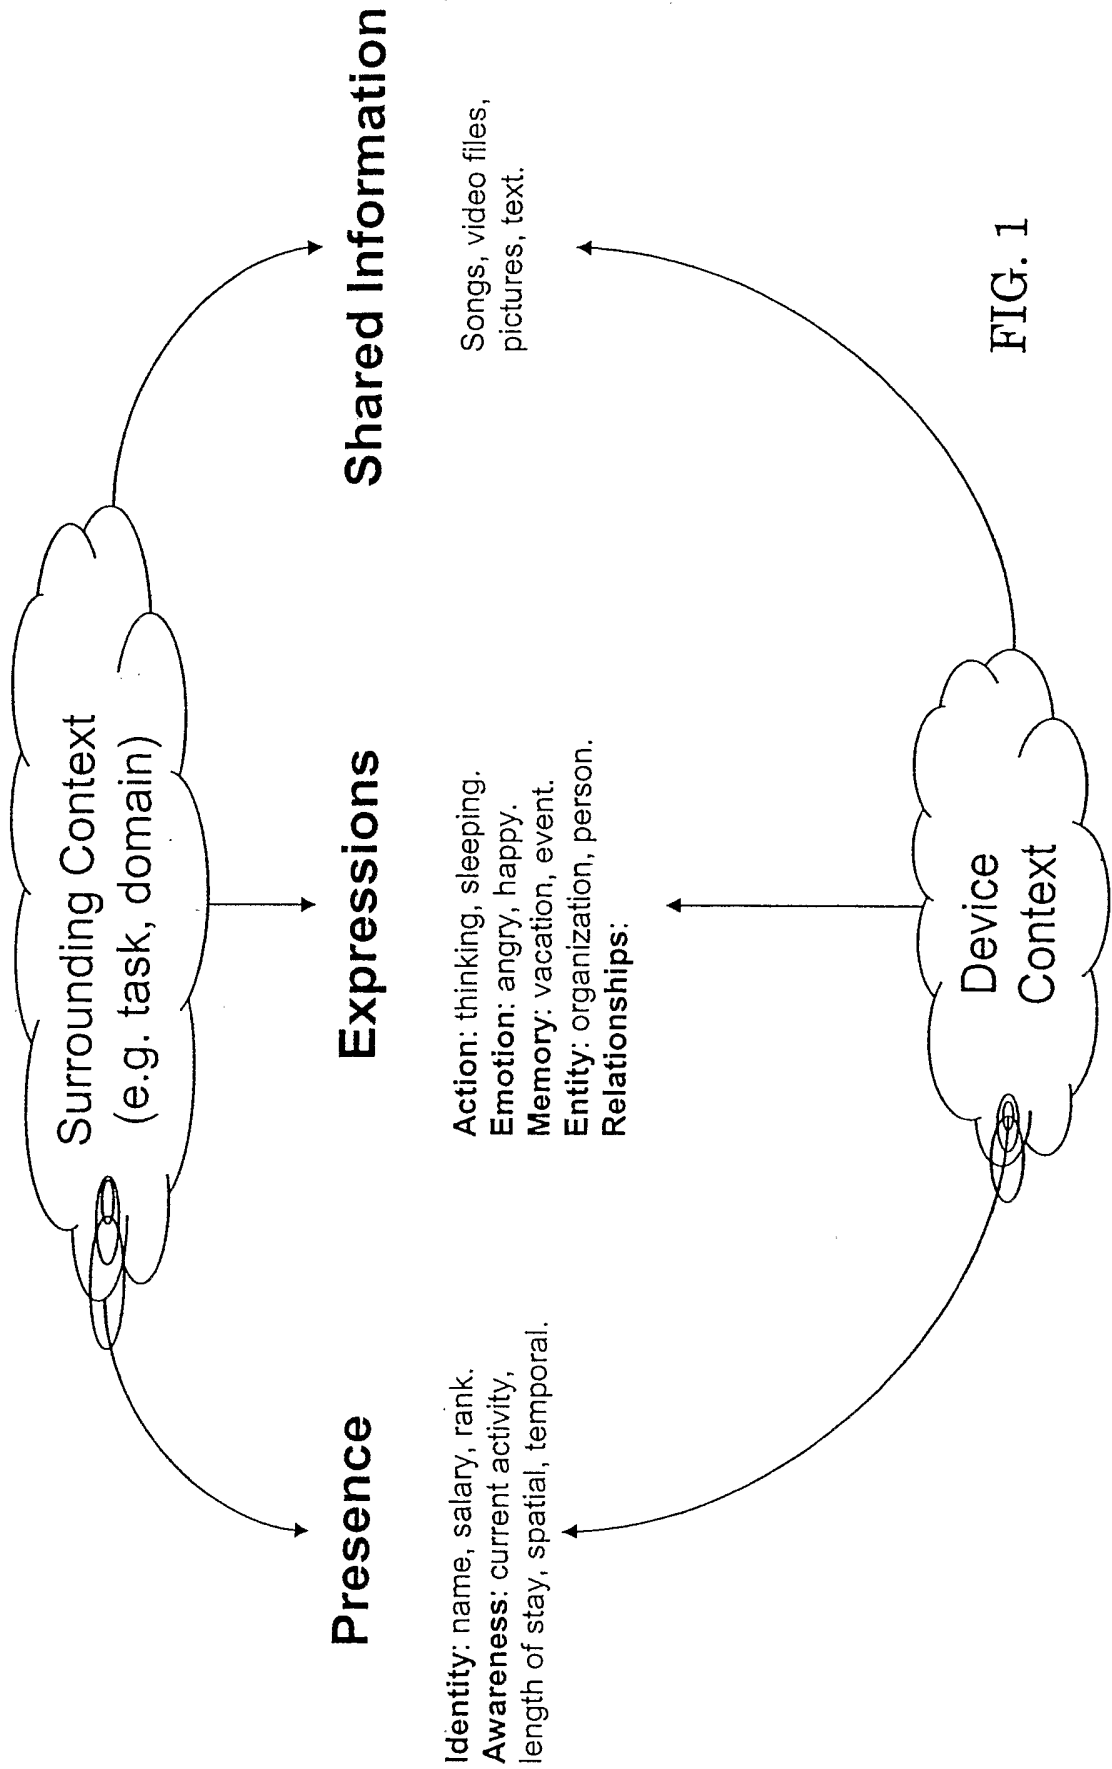 Surrounding Context
(e.g. task, domain)
Presence
Expressions
Shared Information
Identity: name, salary, rank.
Awareness: current activity,
length of stay, spatial, temporal.
Action: thinking, sleeping.
Emotion: angry, happy.
Memory: vacation, event.
Entity: organization, person.
Relationships:
Songs, video files,
pictures, text.
Device
Context
FIG. 1